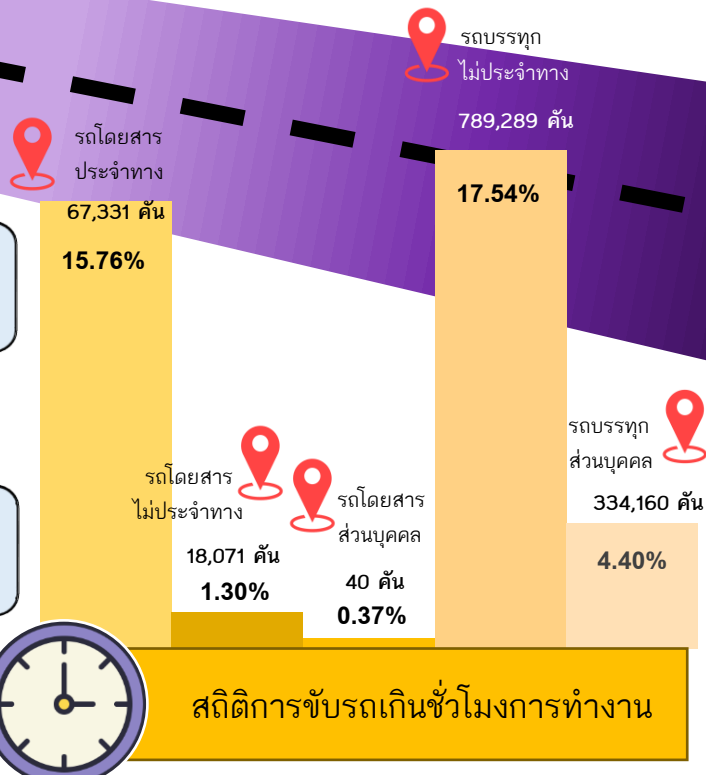 รถบรรทุก
ไม่ประจำทาง
789,289 คัน
17.54%
รถโดยสาร
ประจำทาง
67,331 คัน
15.76%
รถโดยสาร
ไม่ประจำทาง
18,071 คัน
1.30%
รถโดยสาร
ส่วนบุคคล
40 คัน
0.37%
รถบรรทุก
ส่วนบุคคล
334,160 คัน
4.40%
สถิติการขับรถเกินชั่วโมงการทำงาน